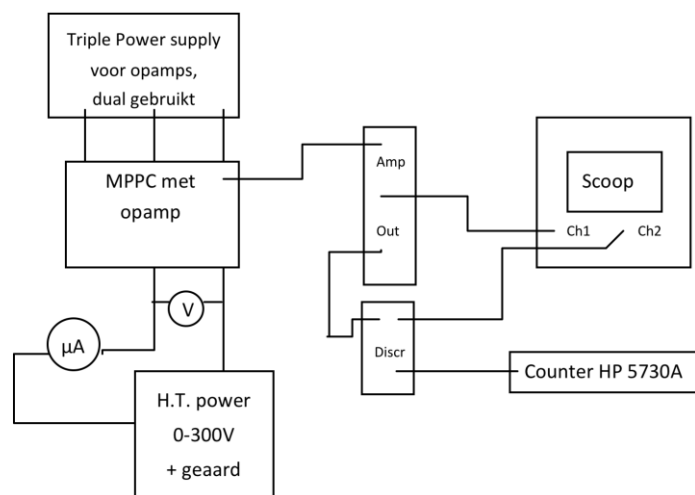 Triple Power supply
voor opamps,
dual gebruikt
MPPC met
opamp
V
µA
H.T. power
0-300V
+ geaard
Amp
Out
Discr
Scoop
Ch1
Ch2
Counter HP 5730A